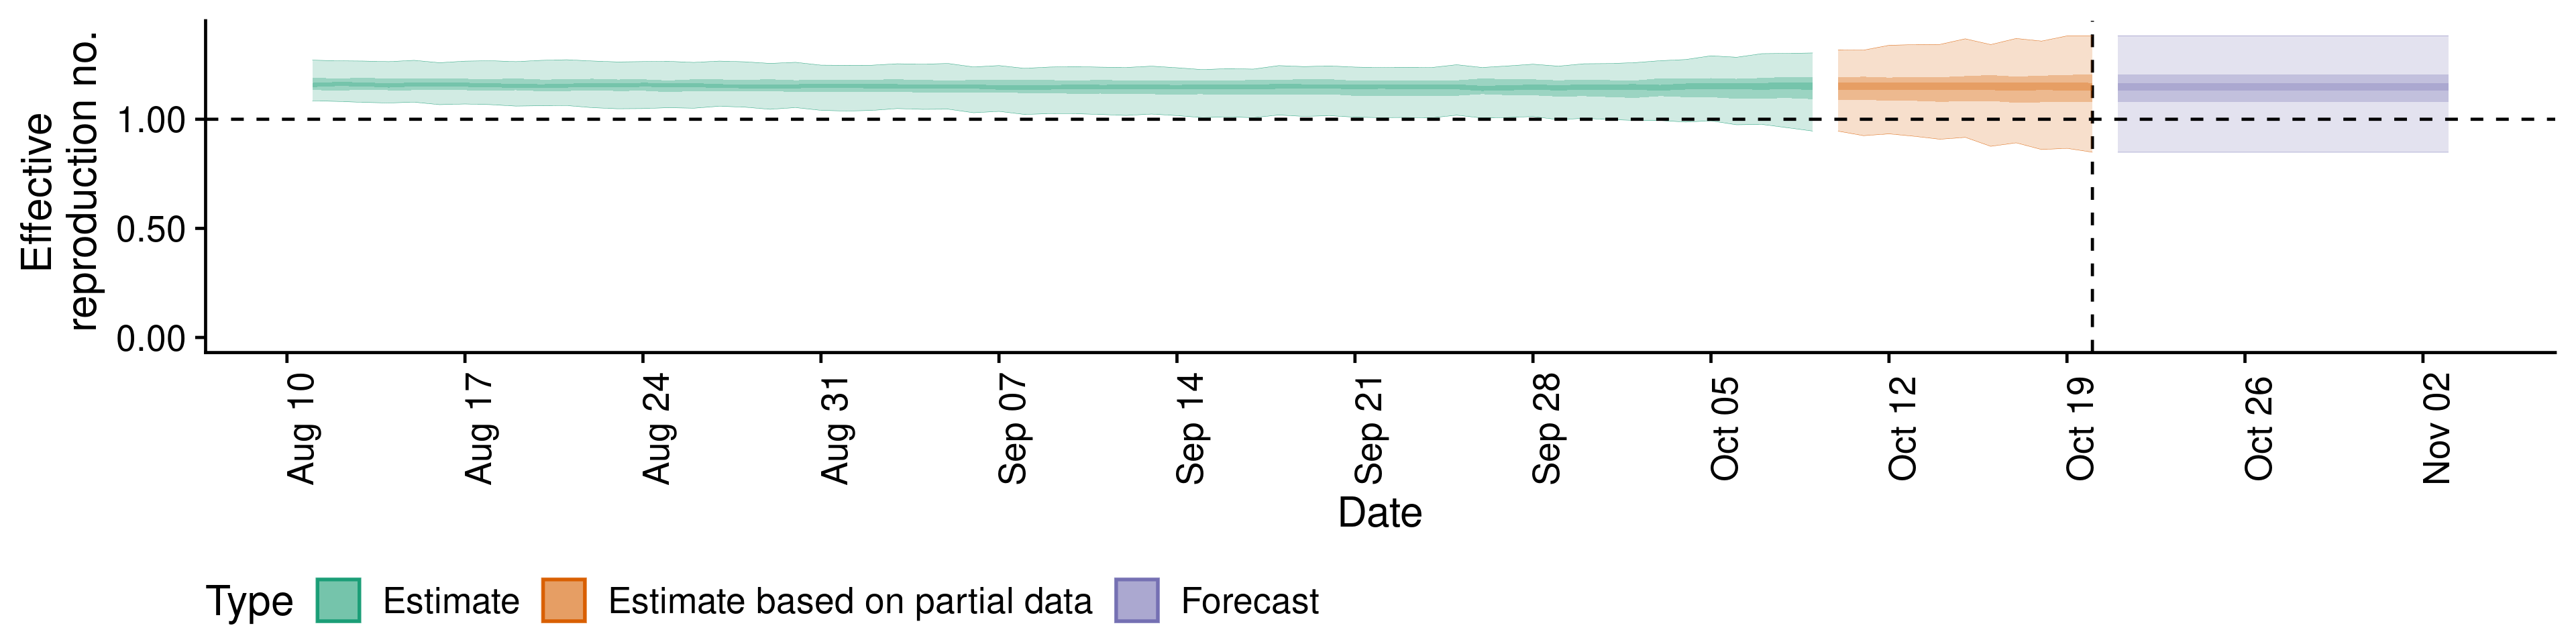 Effective
reproduction no.
1.00
0.50
0.00
Aug 10
Aug 17
Aug 24
Aug 31
Sep 07
Sep 14
Sep 21
Sep 28
Oct 05
Oct 12
Oct 19
Oct 26
Nov 02
Date
Type Estimate Estimate based on partial data Forecast